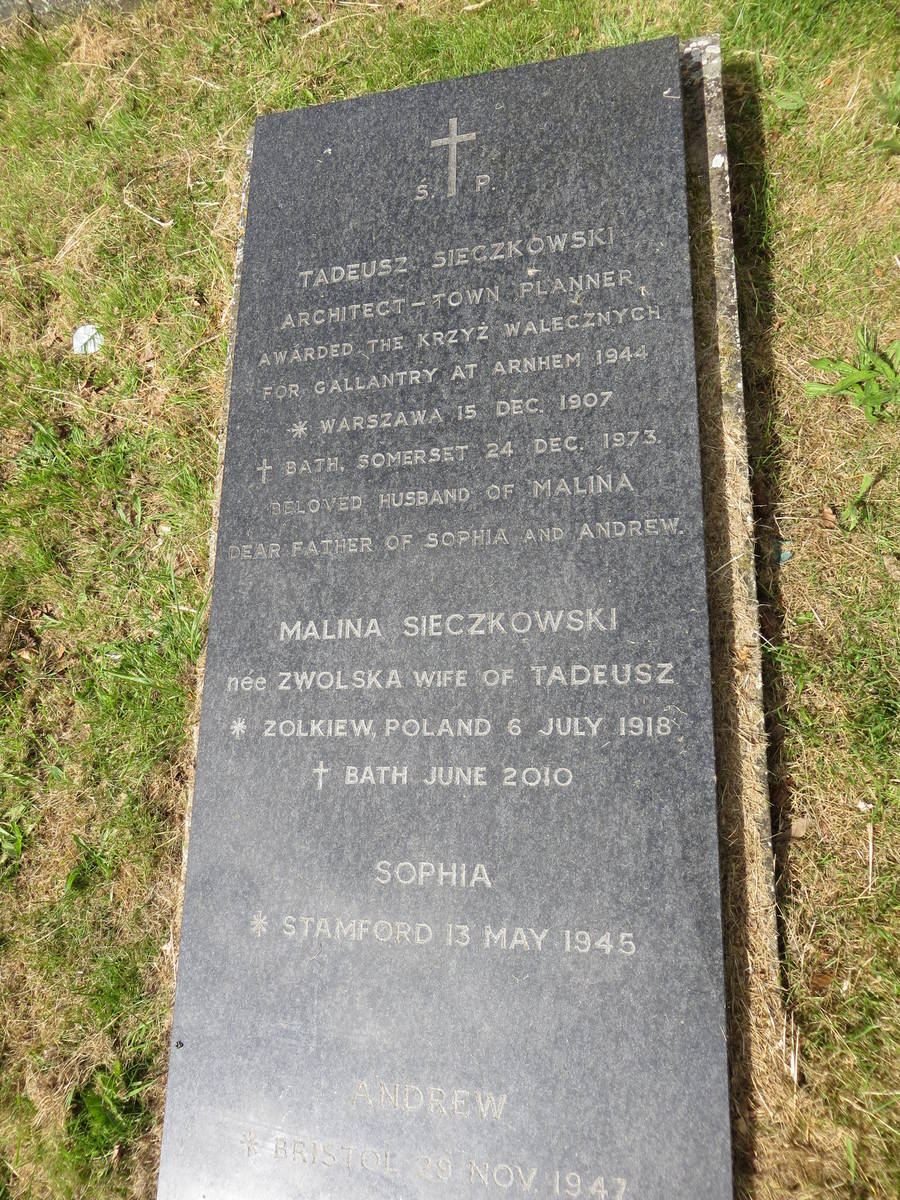 Ś. P.
TADEUSZ SIECZKOWSKI
ARCHITECT-TOWN PLANNER
AWARDED THE KRZYŻ WALECZNYCH
FOR GALLANTRY AT ARNHEM 1944
* WARSZAWA 15 DEC. 1907
† BATH, SOMERSET 24 DEC. 1973.
BELOVED HUSBAND OF MALINA
DEAR FATHER OF SOPHIA AND ANDREW.
MALINA SIECZKOWSKI
née ZWOLSKA WIFE OF TADEUSZ
* ZOLKIEW, POLAND 6 JULY 1918
† BATH JUNE 2010
SOPHIA
* STAMFORD 13 MAY 1945
ANDREW
* BRISTOL 29 NOV. 1947